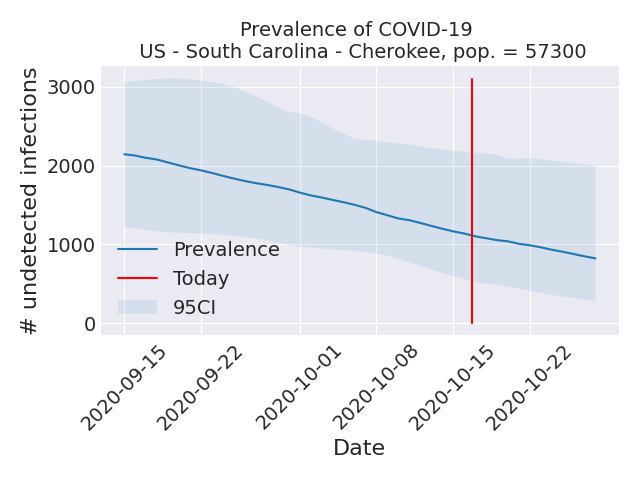 Prevalence of COVID-19
US - South Carolina - Cherokee, pop. = 57300
# undetected infections
3000
2000
1000
0
Prevalence
Today
95CI
2020-09-15
2020-09-22
2020-10-01
2020-10-08
2020-10-15
2020-10-22
Date